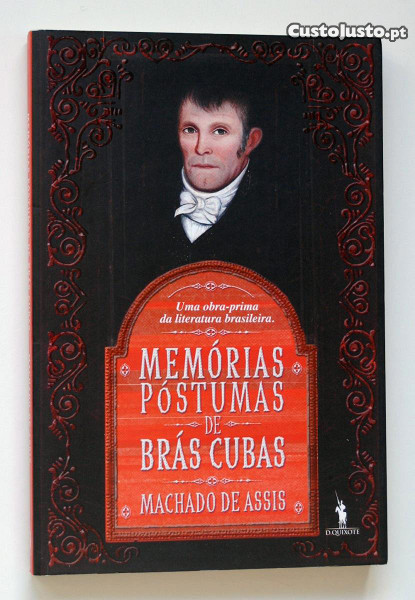 CustoJusto.pt
Uma obra-prima
da literatura brasileira.
MEMÓRIAS
PÓSTUMAS
DE
BRÁS CUBAS
MACHADO DE ASSIS
D. QUIXOTE